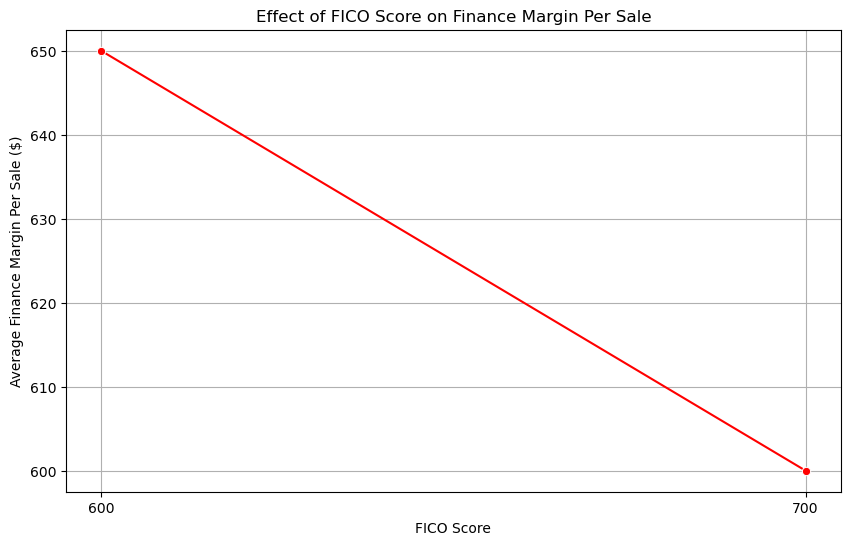 Effect of FICO Score on Finance Margin Per Sale
Average Finance Margin Per Sale ($)
650
640
630
620
610
600
600 700
FICO Score